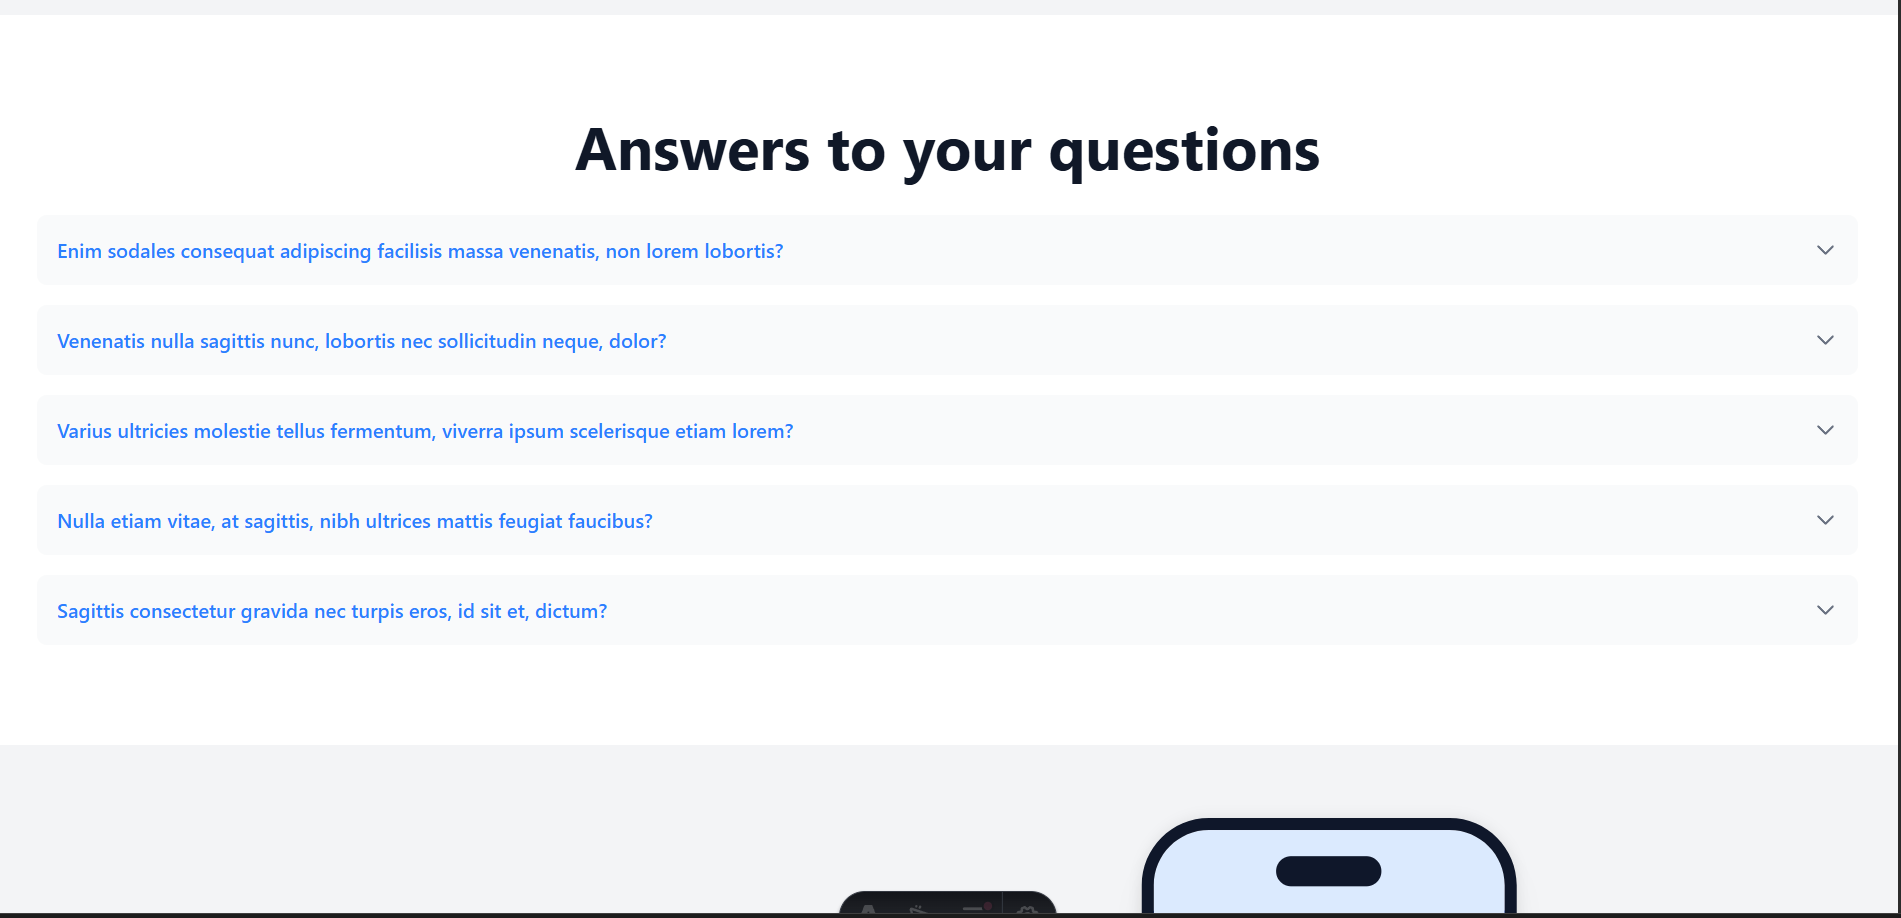 Answers to your questions
Enim sodales consequat adipiscing facilisis massa venenatis, non lorem lobortis?
Venenatis nulla sagittis nunc, lobortis nec sollicitudin neque, dolor?
Varius ultricies molestie tellus fermentum, viverra ipsum scelerisque etiam lorem?
Nulla etiam vitae, at sagittis, nibh ultrices mattis feugiat faucibus?
Sagittis consectetur gravida nec turpis eros, id sit et, dictum?